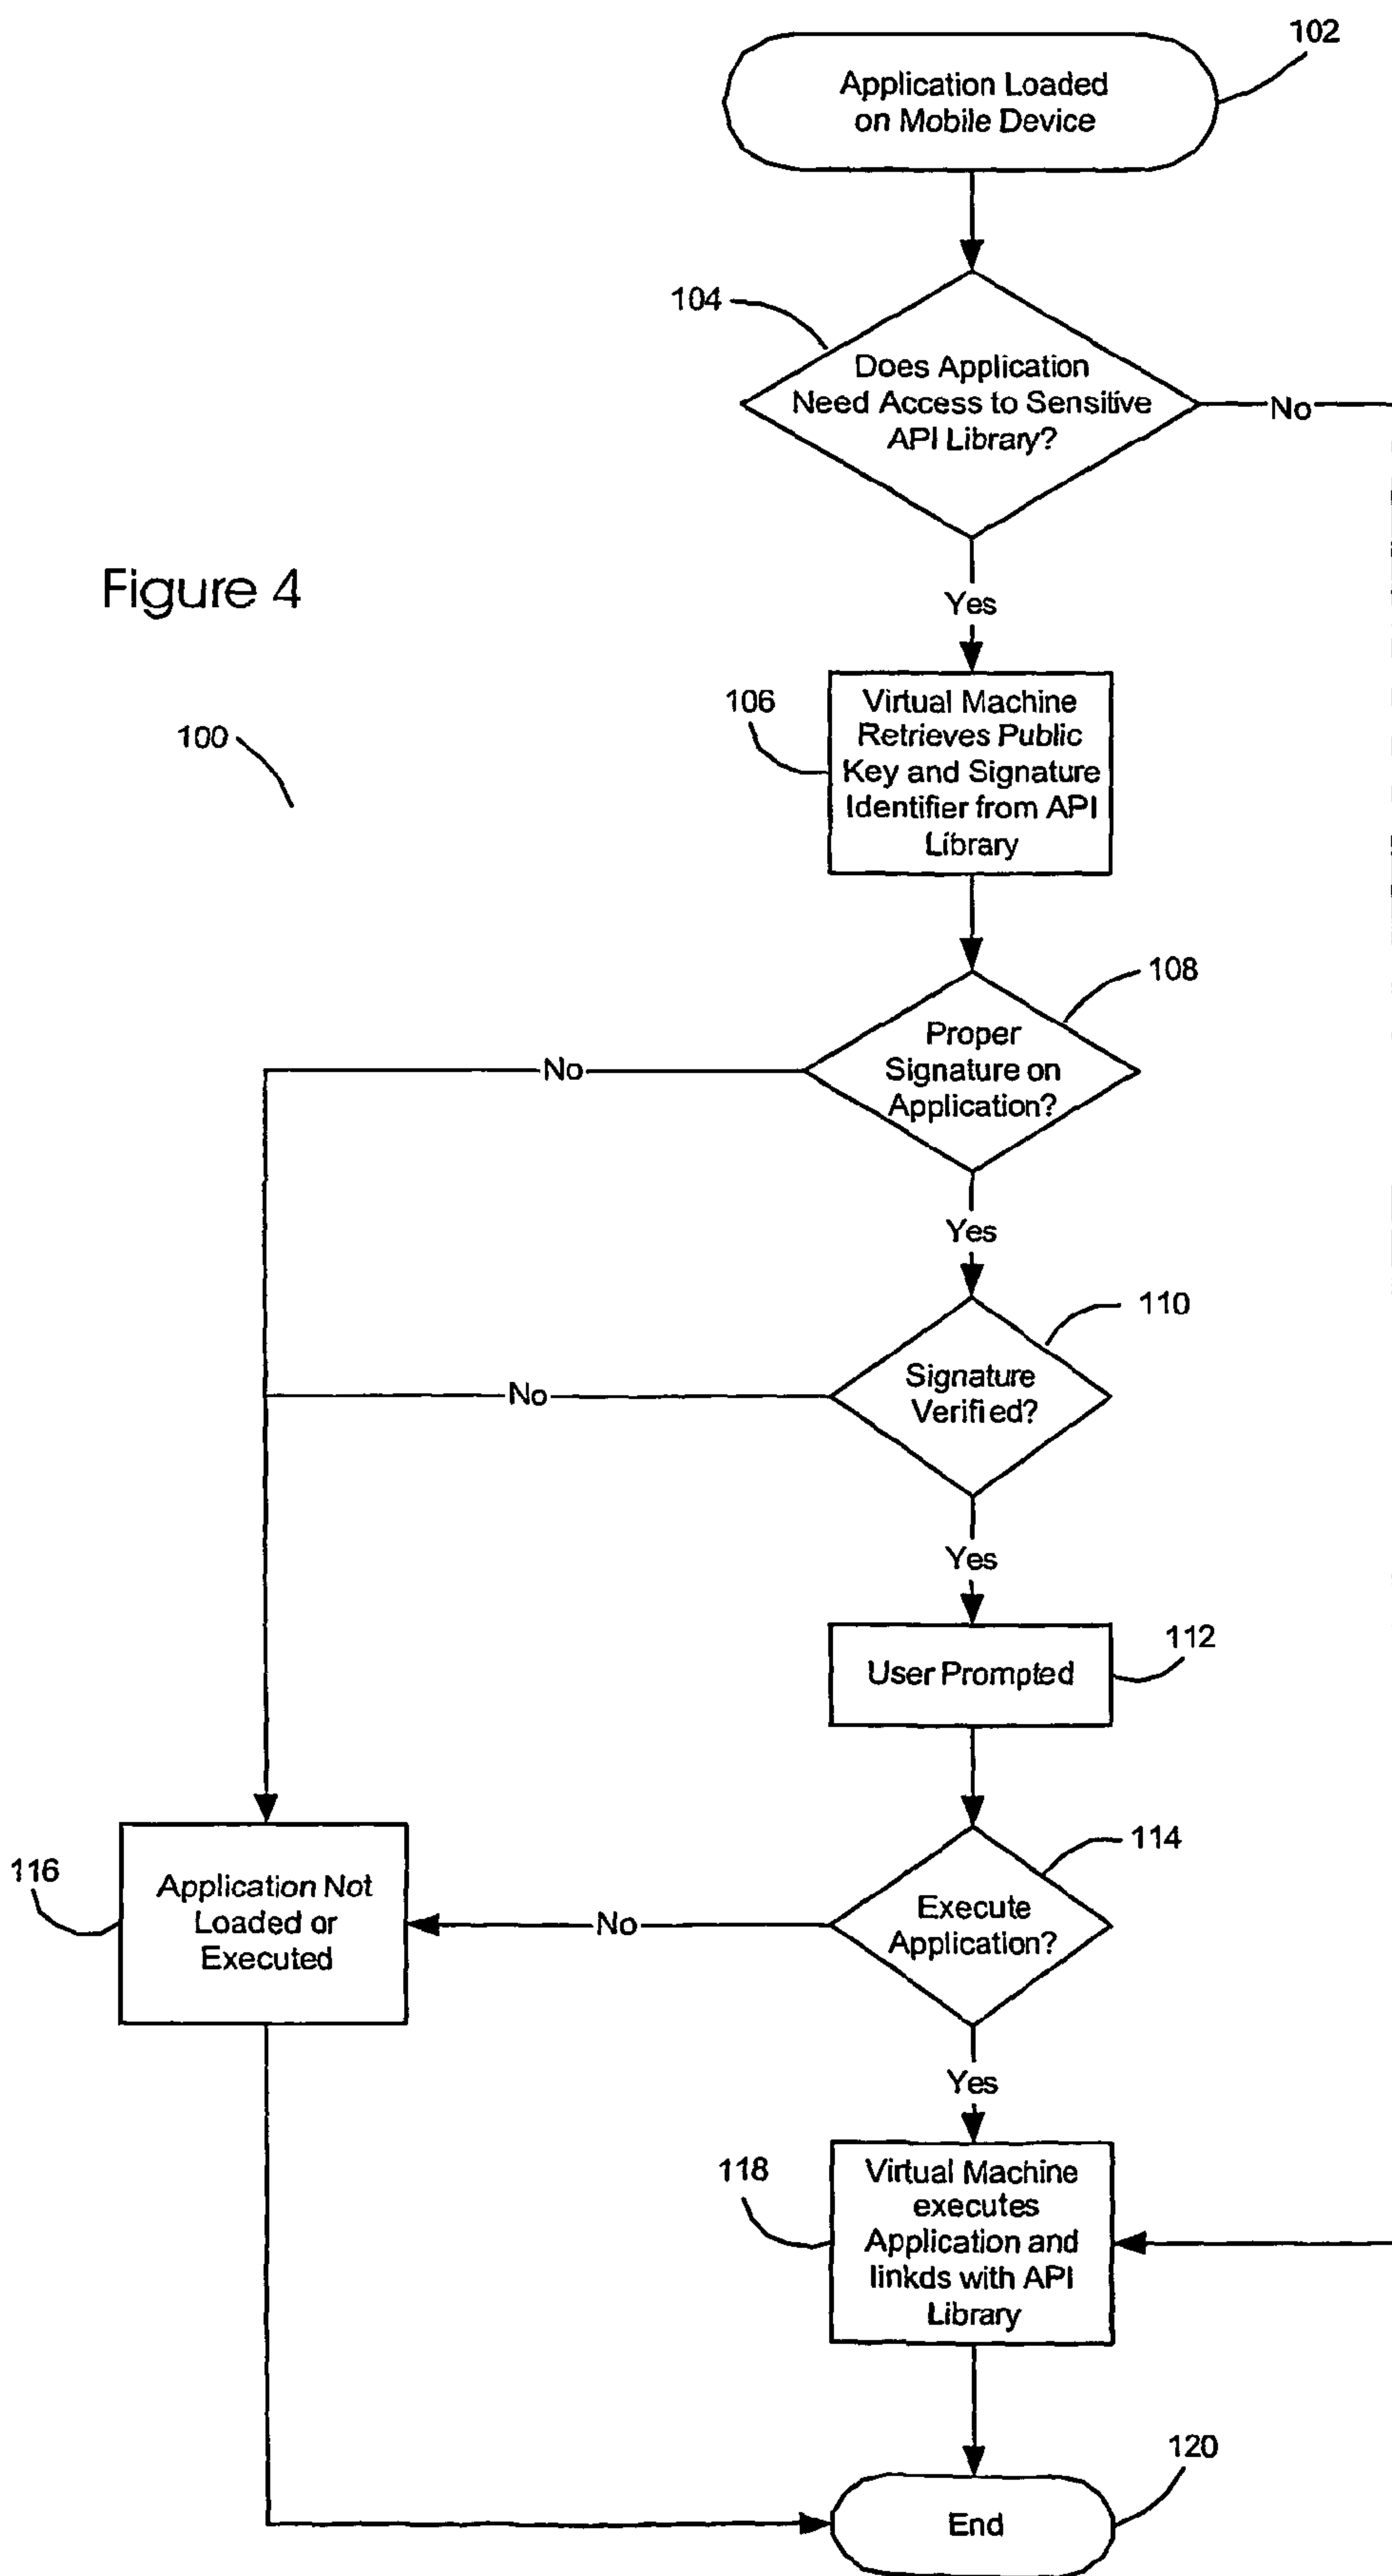 102
Application Loaded
on Mobile Device
104
Does Application
Need Access to Sensitive
API Library?
No
Figure 4
Yes
100
106
Virtual Machine
Retrieves Public
Key and Signature
Identifier from API
Library
108
Proper
Signature on
Application?
No
Yes
110
Signature
Verified?
No
Yes
112
User Prompted
114
116
Application Not
Loaded or
Executed
No
Execute
Application?
Yes
118
Virtual Machine
executes
Application and
linkds with API
Library
120
End